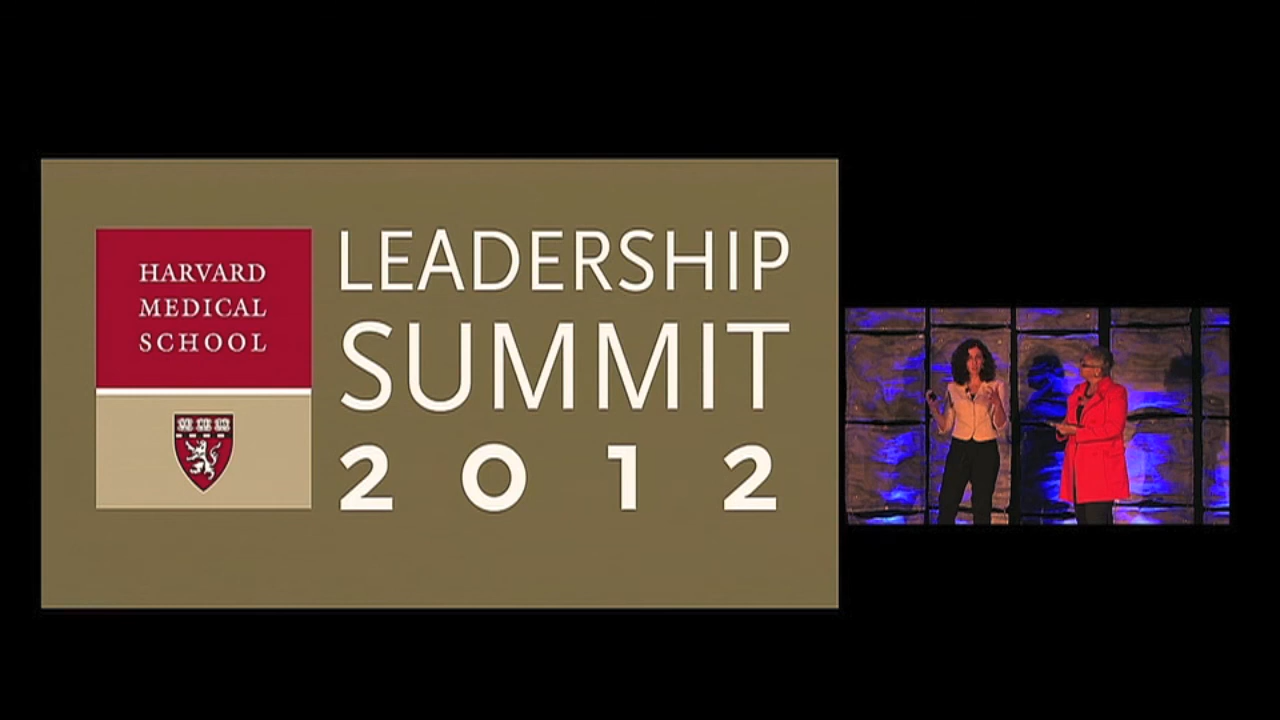 HARVARD
MEDICAL
SCHOOL
LEADERSHIP
SUMMIT
2012